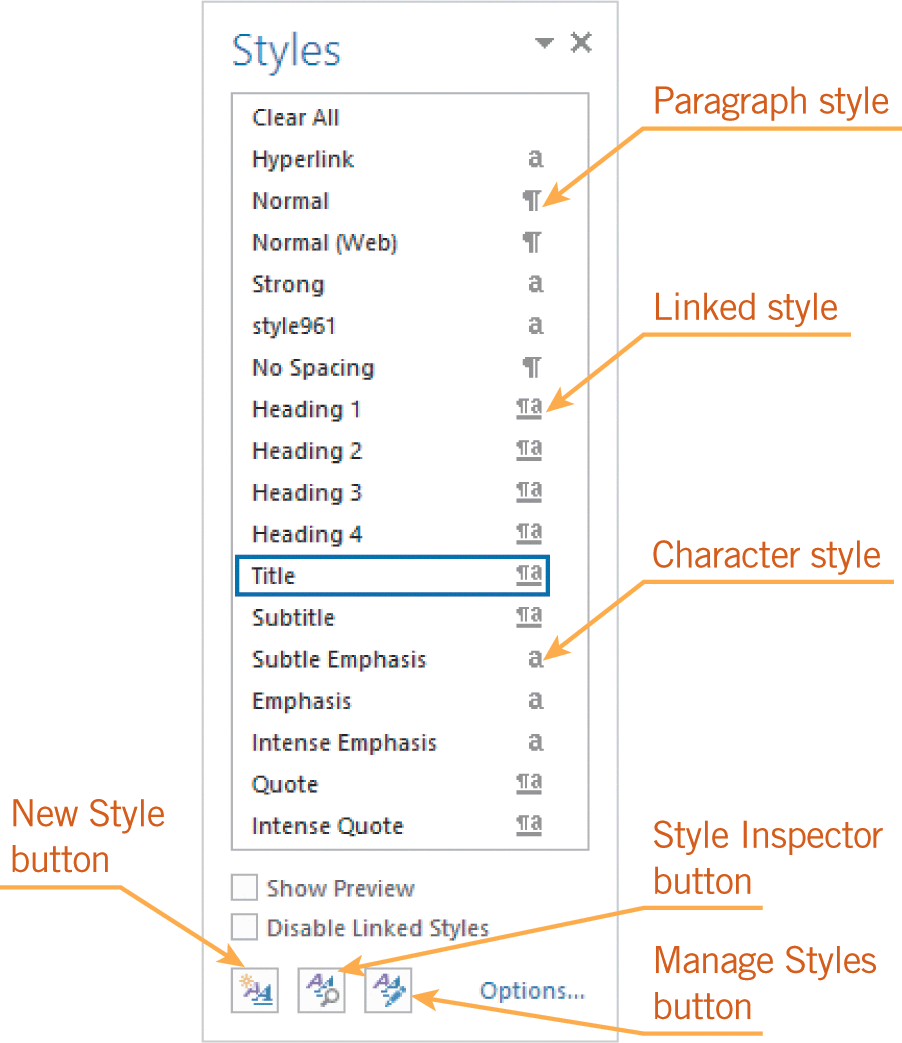 Styles
Clear All
Hyperlink a
Normal ¶
Normal (Web) ¶
Strong a
style961 a
No Spacing ¶
Heading 1 ¶a
Heading 2 ¶a
Heading 3 ¶a
Heading 4 ¶a
Title ¶a
Subtitle ¶a
Subtle Emphasis a
Emphasis a
Intense Emphasis a
Quote ¶a
Intense Quote ¶a
Show Preview
Disable Linked Styles
Options...
Paragraph style
Linked style
Character style
New Style
button
Style Inspector
button
Manage Styles
button